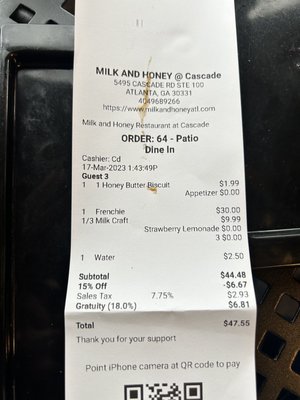 MILK AND HONEY @ Cascade
5495 CASCADE RD STE 100
ATLANTA, GA 30331
4049689266
https://www.milkandhoneyatl.com
Milk and Honey Restaurant at Cascade
ORDER: 64 - Patio
Dine In
Cashier: Cd
17-Mar-2023 1:43:49P
Guest 3
1 1 Honey Butter Biscuit $1.99
Appetizer $0.00
1 Frenchie $30.00
1/3 Milk Craft $9.99
Strawberry Lemonade $0.00
3 $0.00
1 Water $2.50
Subtotal $44.48
15% Off -$6.67
Sales Tax 7.75% $2.93
Gratuity (18.0%) $6.81
Total $47.55
Thank you for your support
Point iPhone camera at QR code to pay